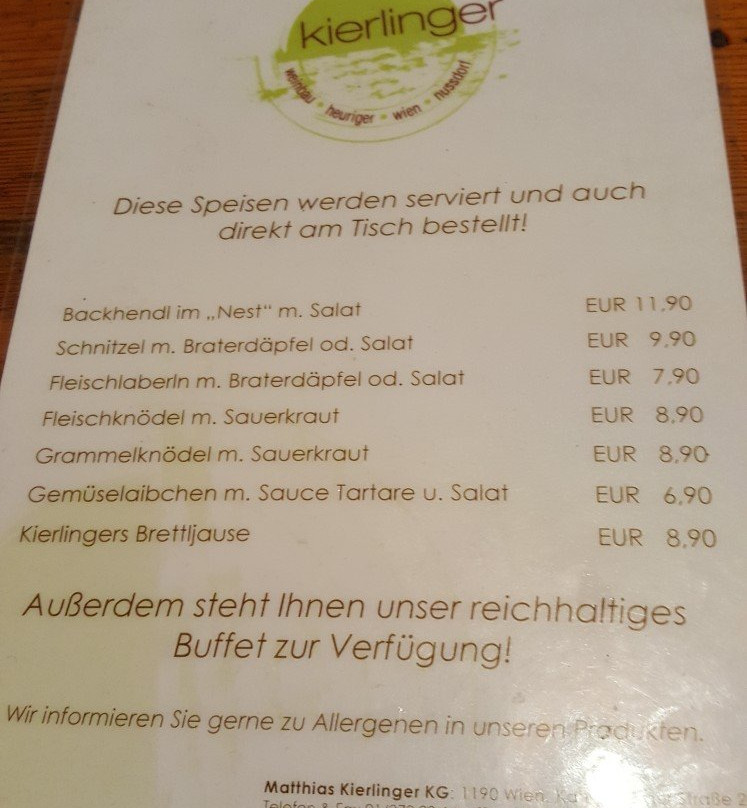 kierlinger
weinbau • heuriger • wien • nussdorf
Diese Speisen werden serviert und auch
direkt am Tisch bestellt!
Backhendl im „Nest" m. Salat EUR 11,90
Schnitzel m. Braterdäpfel od. Salat EUR 9,90
Fleischlaberln m. Braterdäpfel od. Salat EUR 7,90
Fleischknödel m. Sauerkraut EUR 8,90
Grammelknödel m. Sauerkraut EUR 8,90
Gemüselaibchen m. Sauce Tartare u. Salat EUR 6,90
Kierlingers Brettljause EUR 8,90
Außerdem steht Ihnen unser reichhaltiges
Buffet zur Verfügung!
Wir informieren Sie gerne zu Allergenen in unseren Produkten.
Matthias Kierlinger KG: 1190 Wien,